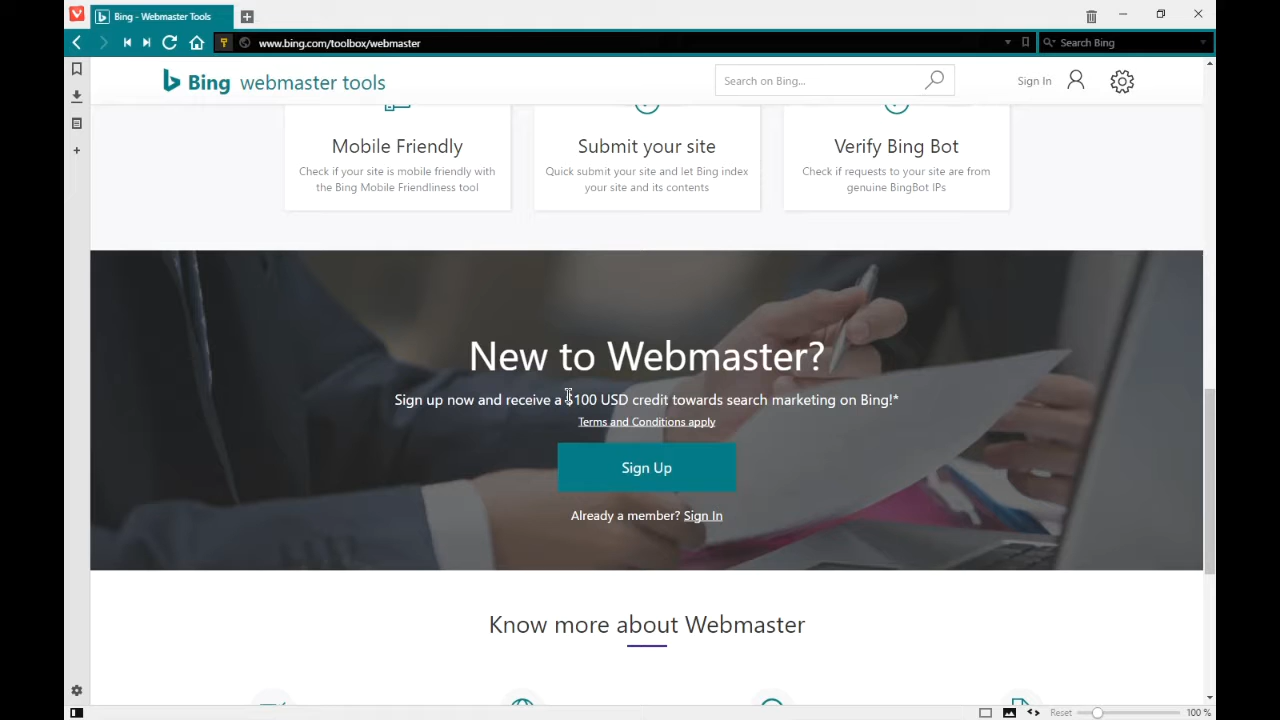 Bing - Webmaster Tools
www.bing.com/toolbox/webmaster
Search Bing
Bing webmaster tools
Search on Bing...
Sign In
Mobile Friendly
Check if your site is mobile friendly with
the Bing Mobile Friendliness tool
Submit your site
Quick submit your site and let Bing index
your site and its contents
Verify Bing Bot
Check if requests to your site are from
genuine BingBot IPs
New to Webmaster?
Sign up now and receive a $100 USD credit towards search marketing on Bing!*
Terms and Conditions apply
Sign Up
Already a member? Sign In
Know more about Webmaster
Reset
100 %